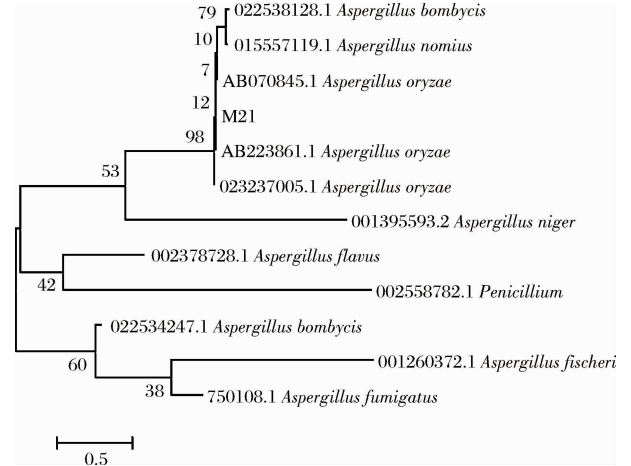 79
022538128.1 Aspergillus bombycis
10
015557119.1 Aspergillus nomius
7
AB070845.1 Aspergillus oryzae
12
M21
98
AB223861.1 Aspergillus oryzae
53
023237005.1 Aspergillus oryzae
001395593.2 Aspergillus niger
002378728.1 Aspergillus flavus
42
002558782.1 Penicillium
022534247.1 Aspergillus bombycis
60
001260372.1 Aspergillus fischeri
38
750108.1 Aspergillus fumigatus
0.5